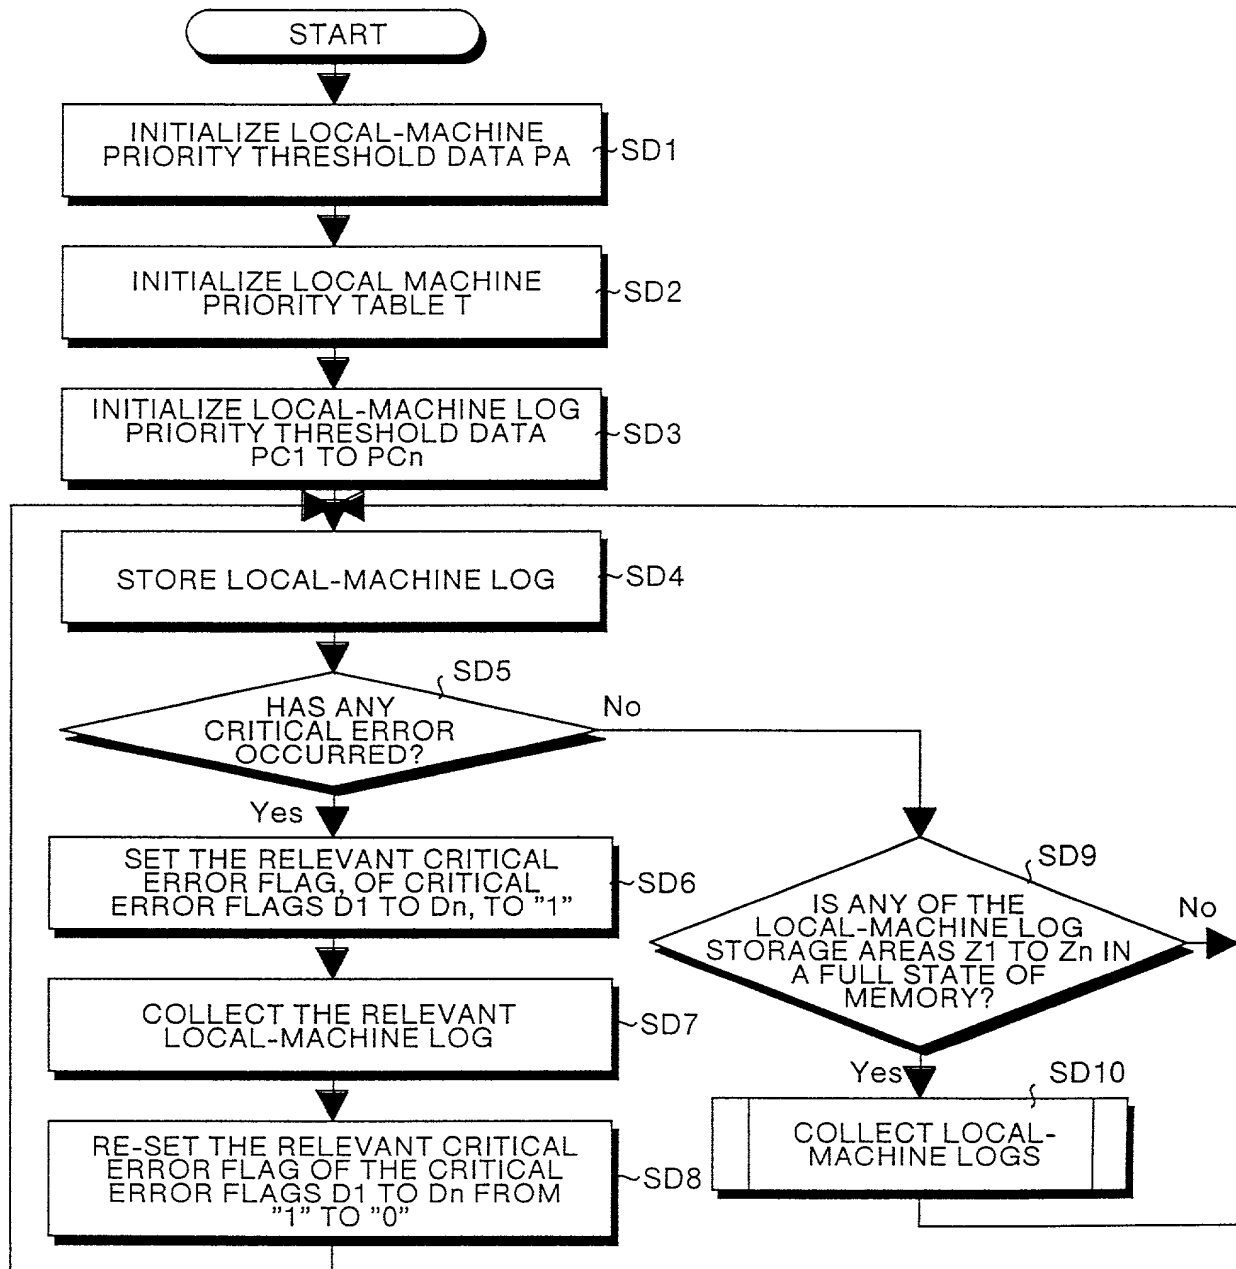 START
INITIALIZE LOCAL-MACHINE
PRIORITY THRESHOLD DATA PA
SD1
INITIALIZE LOCAL MACHINE
PRIORITY TABLE T
SD2
INITIALIZE LOCAL-MACHINE LOG
PRIORITY THRESHOLD DATA
PC1 TO PCn
SD3
STORE LOCAL-MACHINE LOG
SD4
SD5
HAS ANY
CRITICAL ERROR
OCCURRED?
No
Yes
SET THE RELEVANT CRITICAL
ERROR FLAG, OF CRITICAL
ERROR FLAGS D1 TO Dn, TO "1"
SD6
COLLECT THE RELEVANT
LOCAL-MACHINE LOG
SD7
RE-SET THE RELEVANT CRITICAL
ERROR FLAG OF THE CRITICAL
ERROR FLAGS D1 TO Dn FROM
"1" TO "0"
SD8
SD9
IS ANY OF THE
LOCAL-MACHINE LOG
STORAGE AREAS Z1 TO Zn IN
A FULL STATE OF
MEMORY?
No
Yes
SD10
COLLECT LOCAL-
MACHINE LOGS